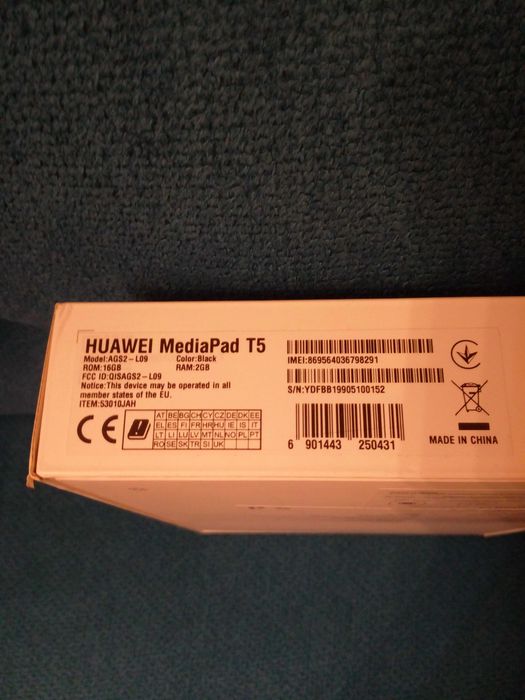 HUAWEI MediaPad T5
Model:AGS2-L09 Color:Black
ROM:16GB RAM:2GB
FCC ID:QISAGS2-L09
Notice:This device may be operated in all
member states of the EU.
ITEM:53010JAH
CE
AT BE BG CH CY CZ DE DK EE
EL ES FI FR HR HU IE IS IT
LT LI LU LV MT NL NO PL PT
RO SE SK TR SI UK
IMEI:869564036798291
S/N:YDFBB19905100152
6 901443 250431
MADE IN CHINA